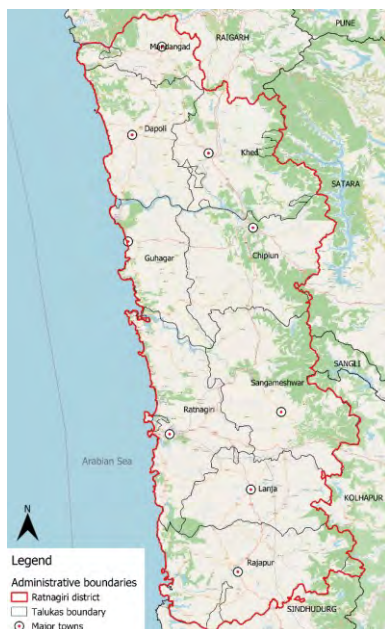 PUNE
RAIGARH
Mandangad
Dapoli
Khed
SATARA
Chiplun
Guhagar
SANGLI
Sangameshwar
Ratnagiri
Arabian Sea
Lanja
KOLHAPUR
N
Rajapur
SINDHUDURG
Legend
Administrative boundaries
Ratnagiri district
Talukas boundary
Major towns